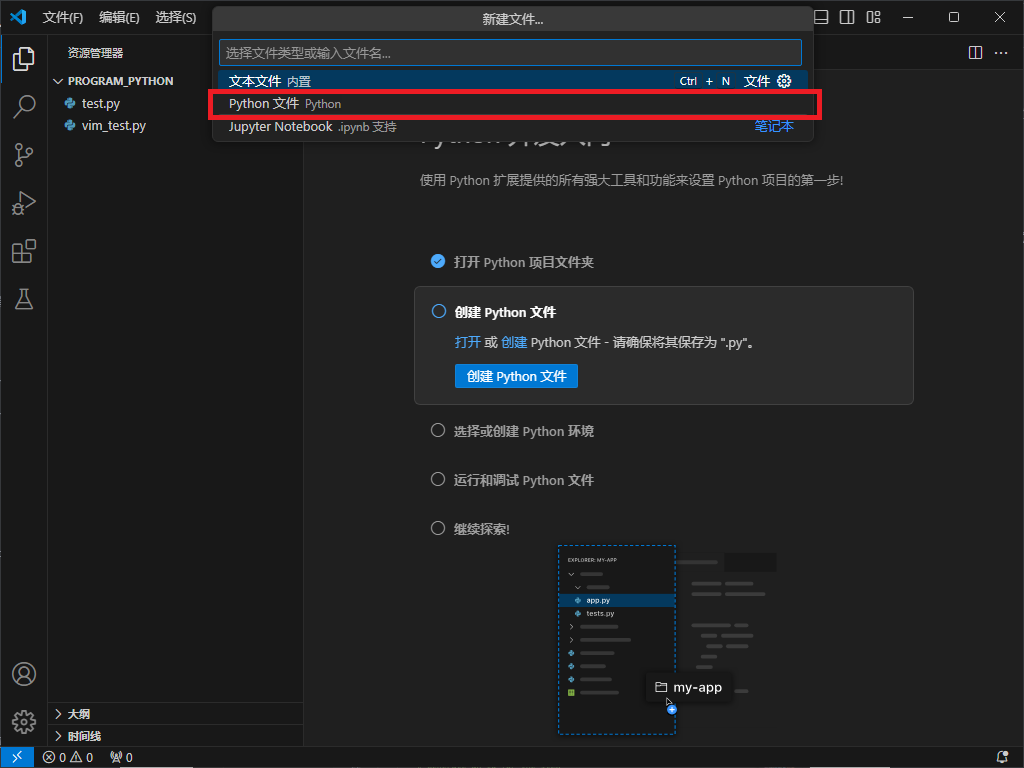 文件(F) 编辑(E) 选择(S)
新建文件...
选择文件类型或输入文件名...
文本文件 内置 Ctrl + N 文件
Python 文件 Python
Jupyter Notebook .ipynb 支持 笔记本
资源管理器
PROGRAM_PYTHON
test.py
vim_test.py
使用 Python 扩展提供的所有强大工具和功能来设置 Python 项目的第一步!
打开 Python 项目文件夹
创建 Python 文件
打开 或 创建 Python 文件 - 请确保将其保存为 ".py"。
创建 Python 文件
选择或创建 Python 环境
运行和调试 Python 文件
继续探索!
EXPLORER: MY-APP
app.py
tests.py
my-app
大纲
时间线
0 0 0